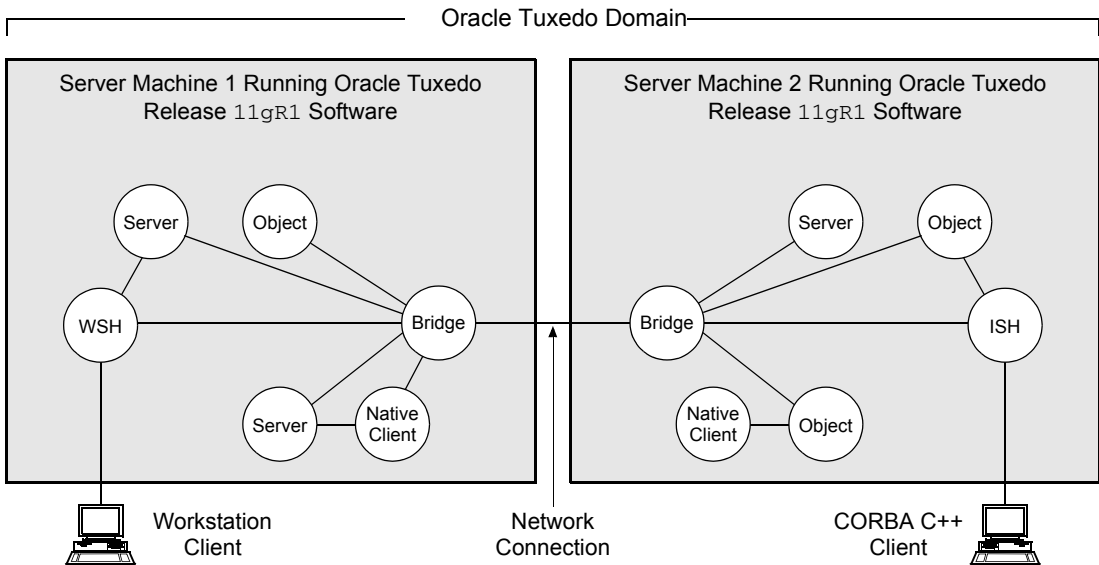 Oracle Tuxedo Domain
Server Machine 1 Running Oracle Tuxedo
Release 11gR1 Software
Server Machine 2 Running Oracle Tuxedo
Release 11gR1 Software
Server
Object
Server
Object
WSH
Bridge
Bridge
ISH
Server
Native
Client
Native
Client
Object
Workstation
Client
Network
Connection
CORBA C++
Client